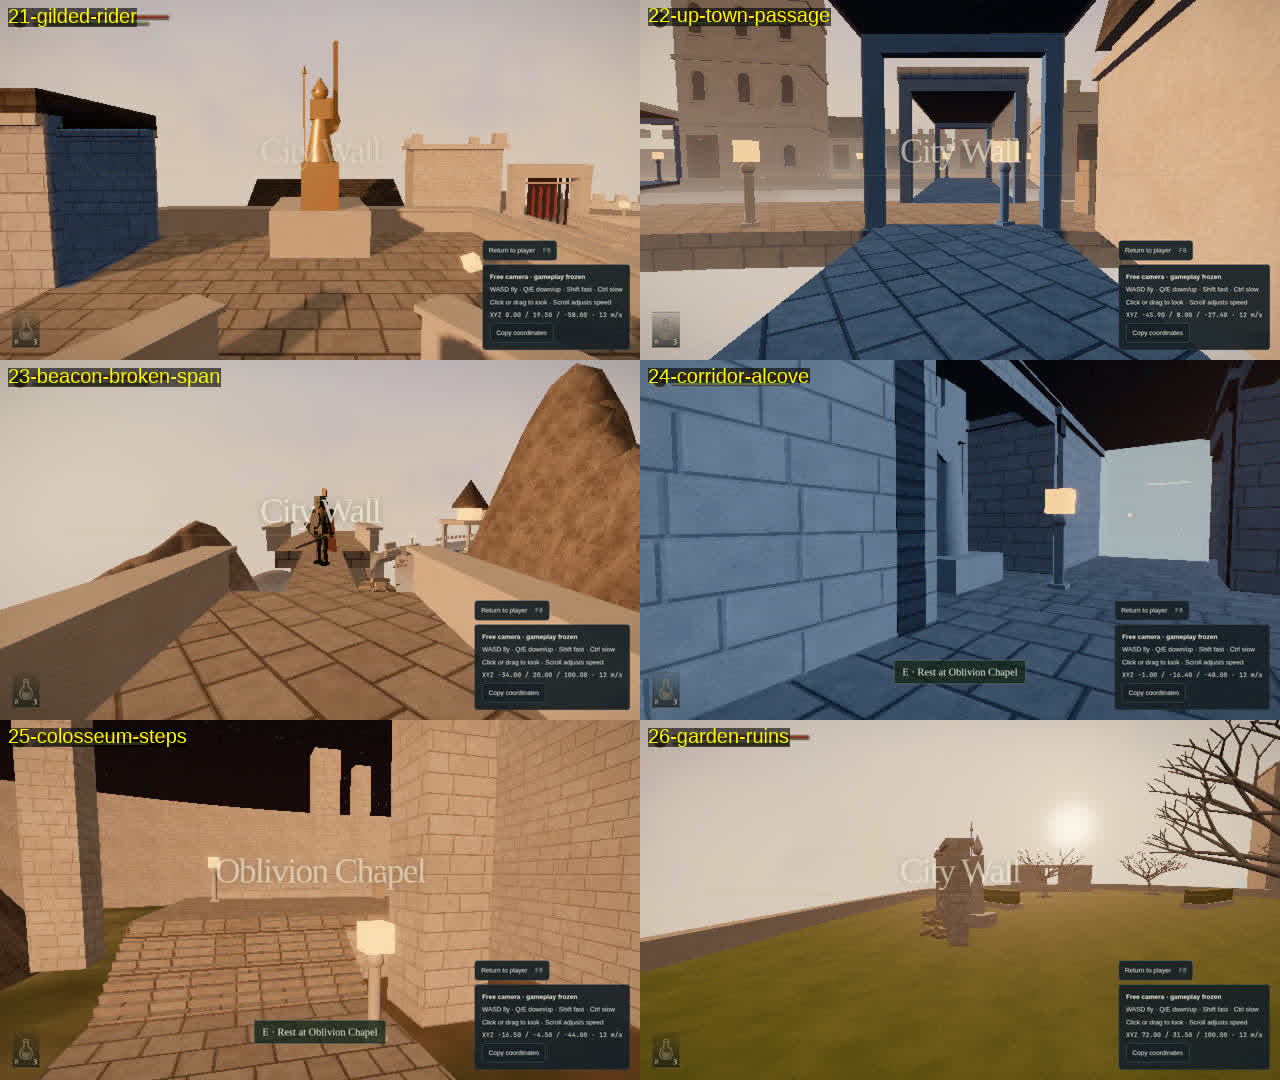 21-gilded-rider
City Wall
Return to player F8
Free camera · gameplay frozen
WASD fly · Q/E down/up · Shift fast · Ctrl slow
Click or drag to look · Scroll adjusts speed
XYZ 0.00 / 19.50 / -58.00 · 12 m/s
Copy coordinates
R 3
22-up-town-passage
City Wall
Return to player F8
Free camera · gameplay frozen
WASD fly · Q/E down/up · Shift fast · Ctrl slow
Click or drag to look · Scroll adjusts speed
XYZ -45.90 / 8.00 / -27.40 · 12 m/s
Copy coordinates
R 3
23-beacon-broken-span
City Wall
Return to player F8
Free camera · gameplay frozen
WASD fly · Q/E down/up · Shift fast · Ctrl slow
Click or drag to look · Scroll adjusts speed
XYZ -34.00 / 20.00 / 100.00 · 12 m/s
Copy coordinates
R 3
24-corridor-alcove
E · Rest at Oblivion Chapel
Return to player F8
Free camera · gameplay frozen
WASD fly · Q/E down/up · Shift fast · Ctrl slow
Click or drag to look · Scroll adjusts speed
XYZ -1.00 / -16.40 / -40.00 · 12 m/s
Copy coordinates
R 3
25-colosseum-steps
Oblivion Chapel
E · Rest at Oblivion Chapel
Return to player F8
Free camera · gameplay frozen
WASD fly · Q/E down/up · Shift fast · Ctrl slow
Click or drag to look · Scroll adjusts speed
XYZ -16.50 / -4.50 / -44.00 · 12 m/s
Copy coordinates
R 3
26-garden-ruins
City Wall
Return to player F8
Free camera · gameplay frozen
WASD fly · Q/E down/up · Shift fast · Ctrl slow
Click or drag to look · Scroll adjusts speed
XYZ 72.00 / 31.50 / 100.00 · 12 m/s
Copy coordinates
R 3